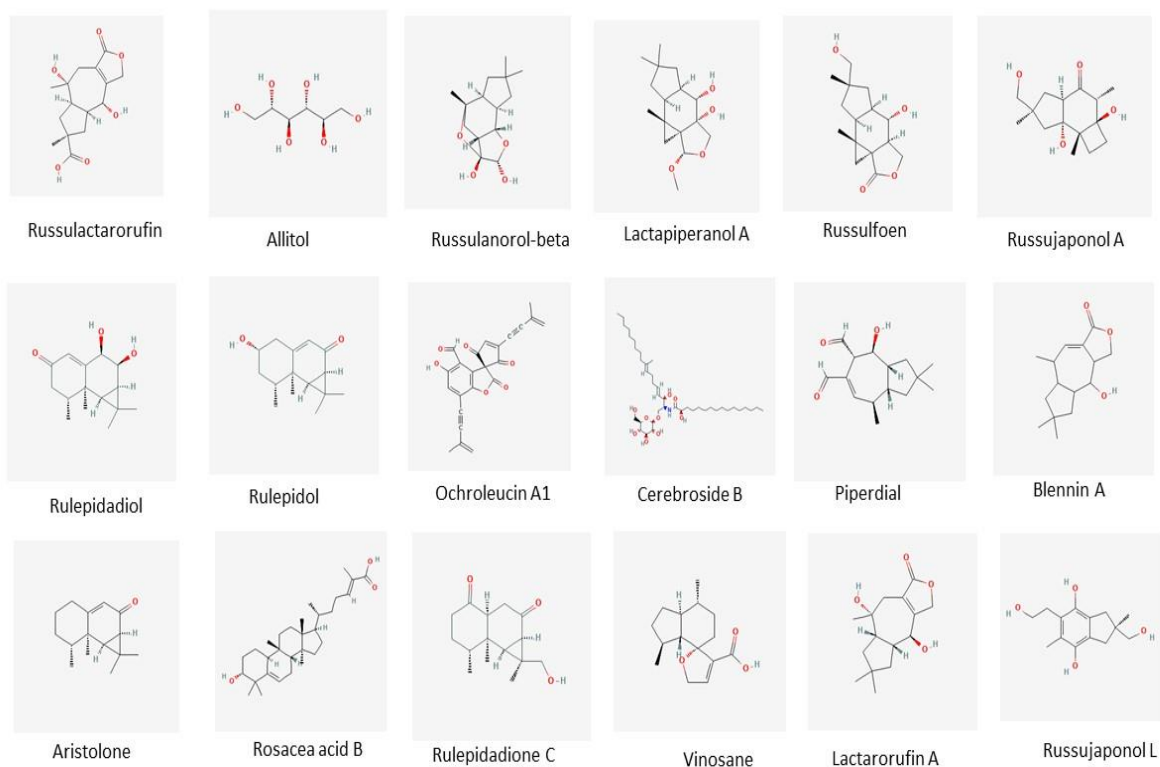 Russulactarorufin
Allitol
Russulanorol-beta
Lactapiperanol A
Russulfoen
Russujaponol A
Rulepidadiol
Rulepidol
Ochroleucin A1
Cerebroside B
Piperdial
Blennin A
Aristolone
Rosacea acid B
Rulepidadione C
Vinosane
Lactarorufin A
Russujaponol L